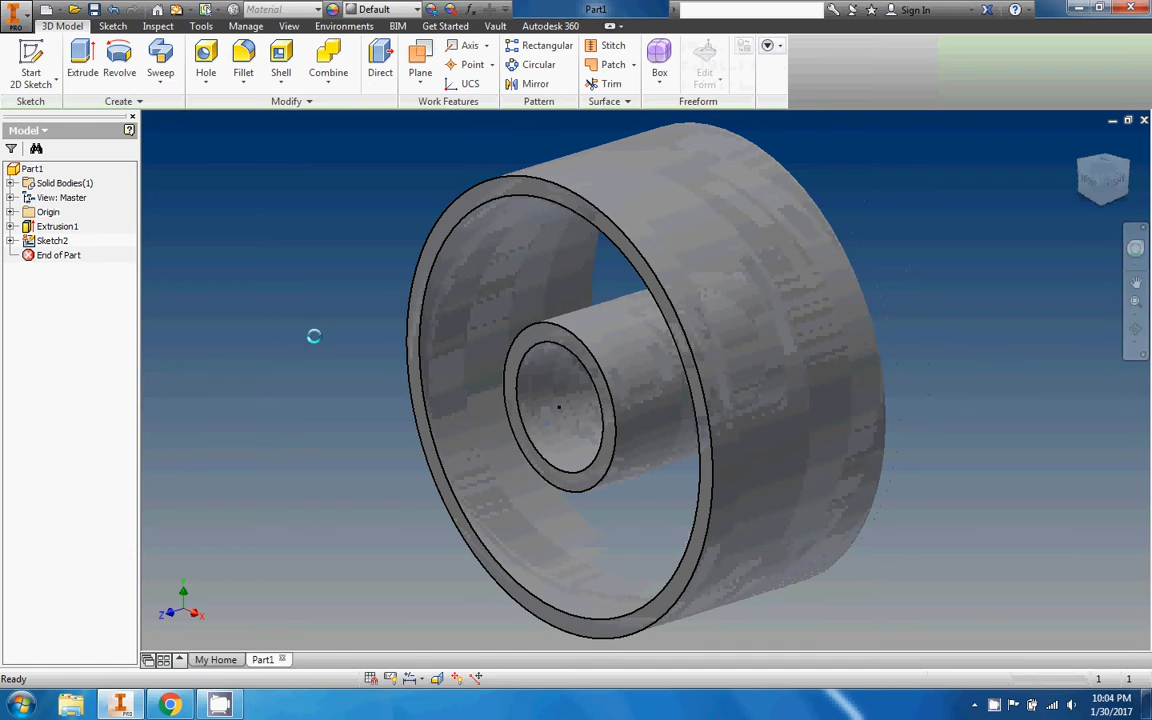 Material
Default
Part1
Sign In
PRO
3D Model
Sketch
Inspect
Tools
Manage
View
Environments
BIM
Get Started
Vault
Autodesk 360
Start
2D Sketch
Extrude
Revolve
Sweep
Hole
Fillet
Shell
Combine
Direct
Plane
Axis
Point
UCS
Rectangular
Circular
Mirror
Stitch
Patch
Trim
Box
Edit
Form
Sketch
Create
Modify
Work Features
Pattern
Surface
Freeform
Model
Part1
Solid Bodies(1)
View: Master
Origin
Extrusion1
Sketch2
End of Part
Y
Z
X
My Home
Part1
Ready
1
1
PRO
10:04 PM
1/30/2017